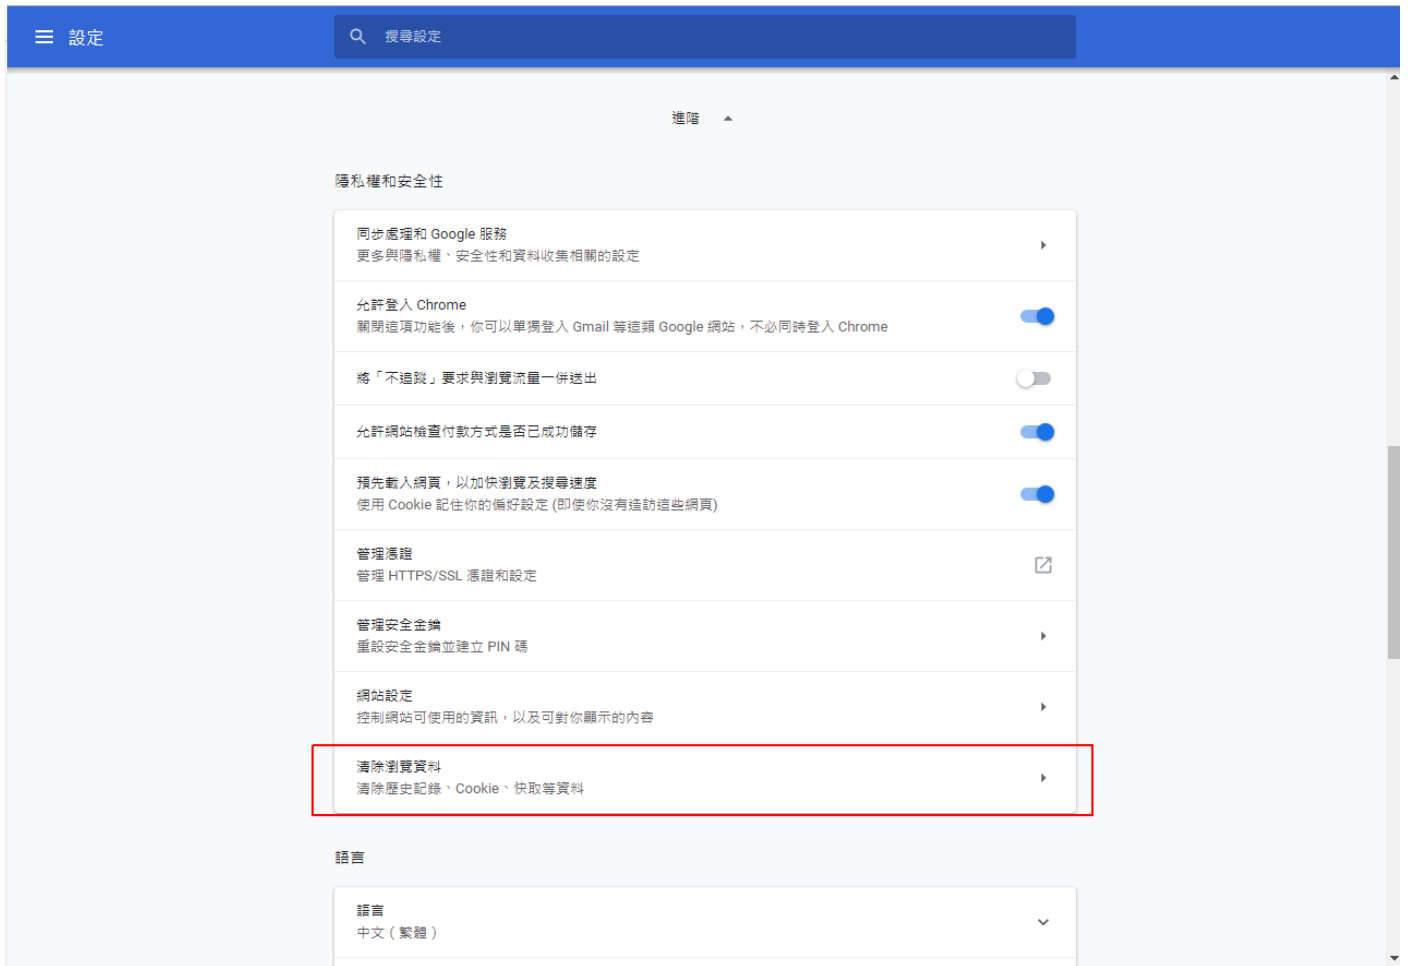 設定
搜尋設定
進階
隱私權和安全性
同步處理和 Google 服務
更多與隱私權、安全性和資料收集相關的設定
允許登入 Chrome
關閉這項功能後，你可以單獨登入 Gmail 等這類 Google 網站，不必同時登入 Chrome
將「不追蹤」要求與瀏覽流量一併送出
允許網站檢查付款方式是否已成功儲存
預先載入網頁，以加快瀏覽及搜尋速度
使用 Cookie 記住你的偏好設定 (即使你沒有造訪這些網頁)
管理憑證
管理 HTTPS/SSL 憑證和設定
管理安全金鑰
重設安全金鑰並建立 PIN 碼
網站設定
控制網站可使用的資訊，以及可對你顯示的內容
清除瀏覽資料
清除歷史記錄、Cookie、快取等資料
語言
語言
中文（繁體）